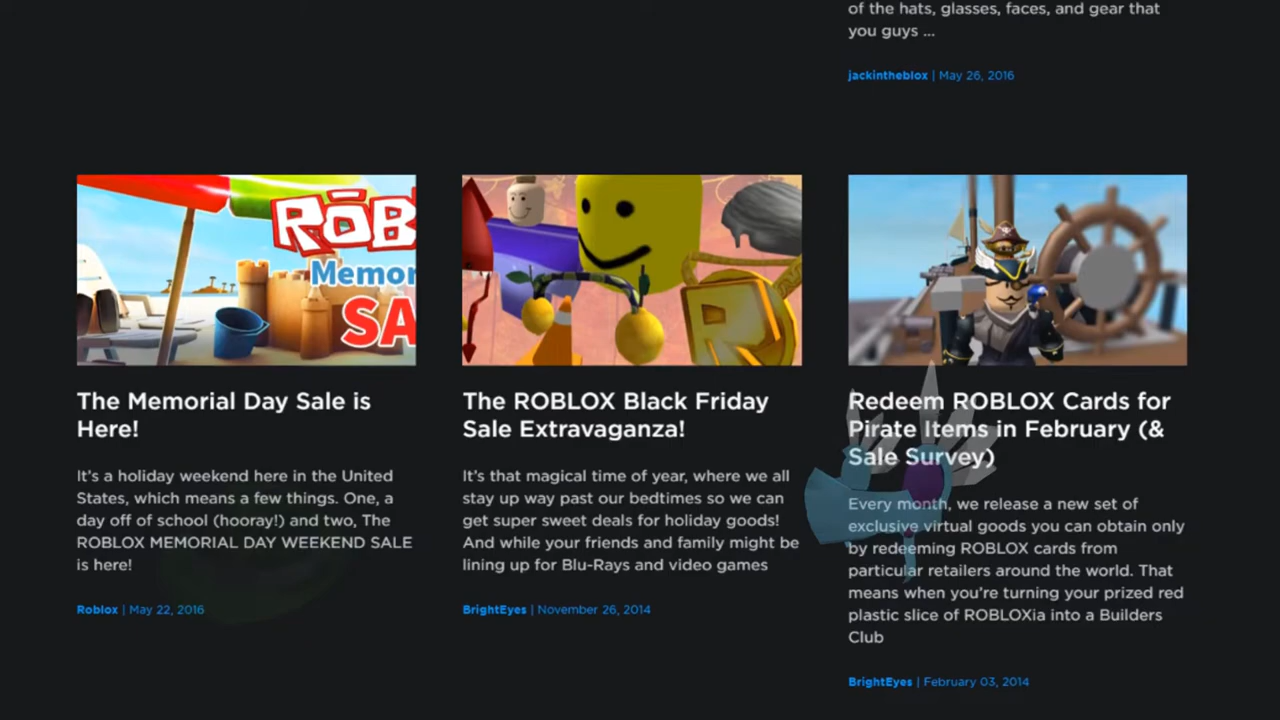 of the hats, glasses, faces, and gear that
you guys ...
jackintheblox | May 26, 2016
RŌB
Memor
SA
The Memorial Day Sale is
Here!
It's a holiday weekend here in the United
States, which means a few things. One, a
day off of school (hooray!) and two, The
ROBLOX MEMORIAL DAY WEEKEND SALE
is here!
Roblox | May 22, 2016
R
The ROBLOX Black Friday
Sale Extravaganza!
It's that magical time of year, where we all
stay up way past our bedtimes so we can
get super sweet deals for holiday goods!
And while your friends and family might be
lining up for Blu-Rays and video games
BrightEyes | November 26, 2014
Redeem ROBLOX Cards for
Pirate Items in February (&
Sale Survey)
Every month, we release a new set of
exclusive virtual goods you can obtain only
by redeeming ROBLOX cards from
particular retailers around the world. That
means when you're turning your prized red
plastic slice of ROBLOXia into a Builders
Club
BrightEyes | February 03, 2014